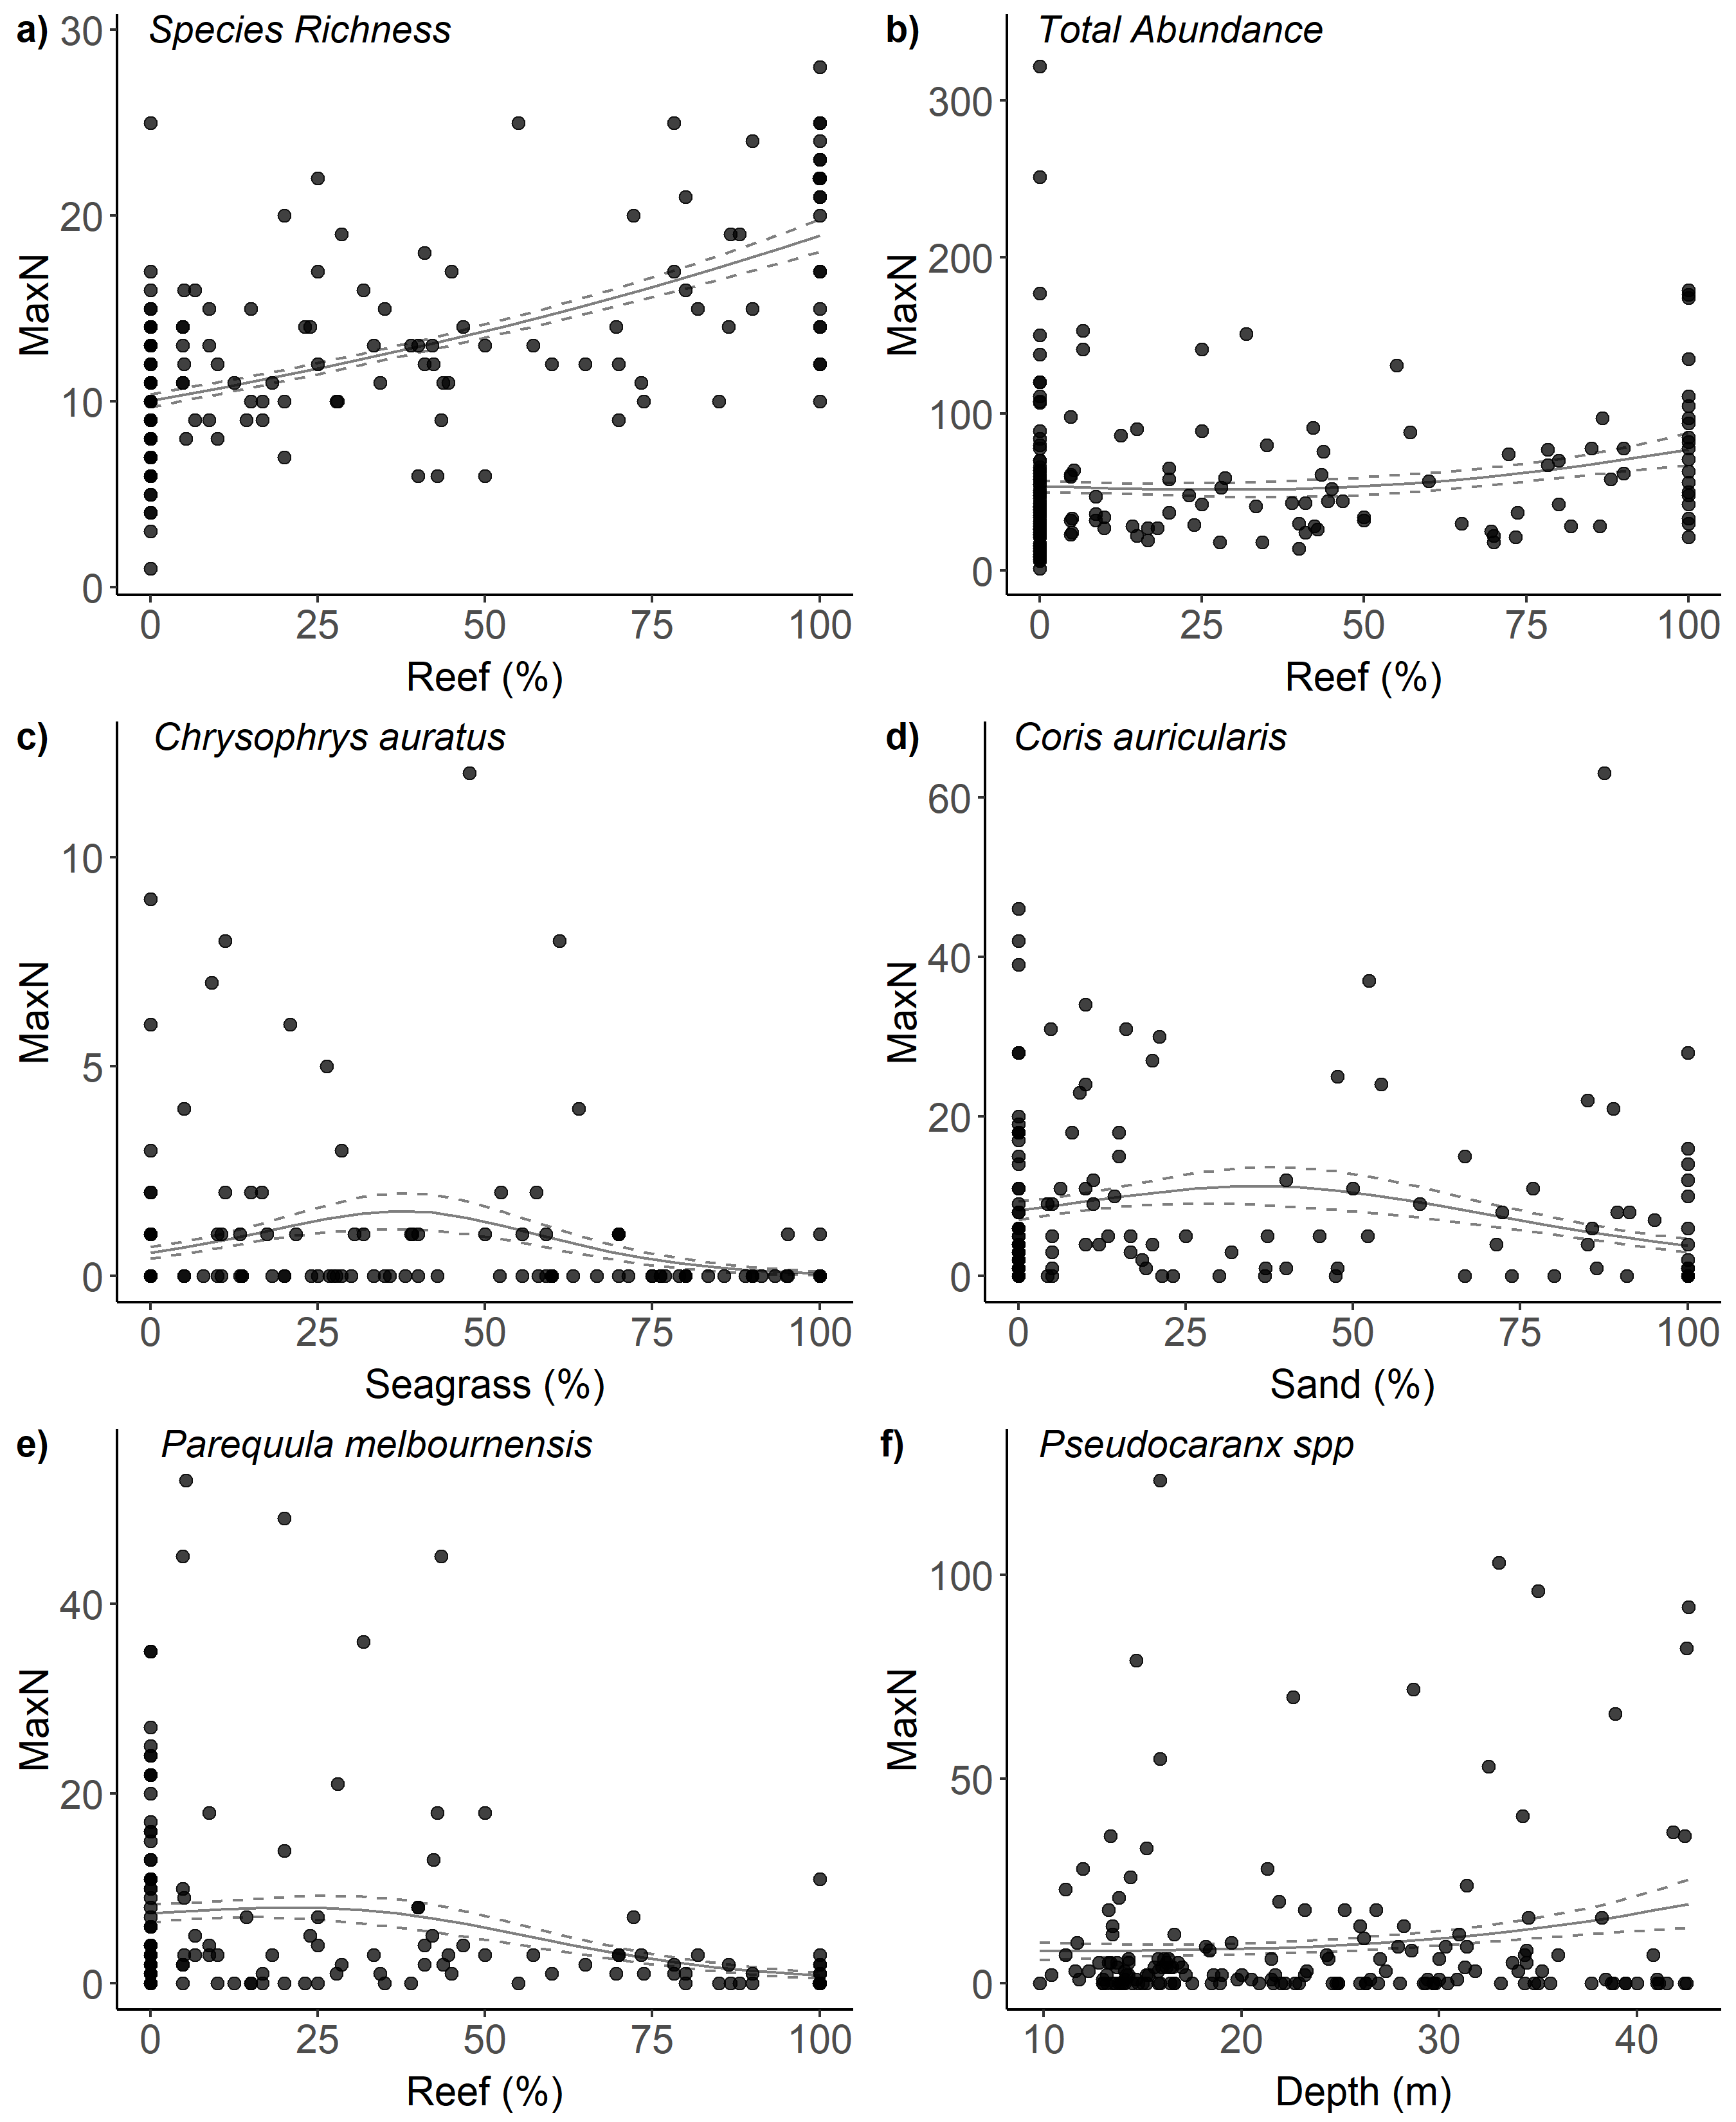 a) Species Richness
30
20
10
0
MaxN
0 25 50 75 100
Reef (%)
b) Total Abundance
300
200
100
0
MaxN
0 25 50 75 100
Reef (%)
c) Chrysophrys auratus
10
5
0
MaxN
0 25 50 75 100
Seagrass (%)
d) Coris auricularis
60
40
20
0
MaxN
0 25 50 75 100
Sand (%)
e) Parequula melbournensis
40
20
0
MaxN
0 25 50 75 100
Reef (%)
f) Pseudocaranx spp
100
50
0
MaxN
10 20 30 40
Depth (m)